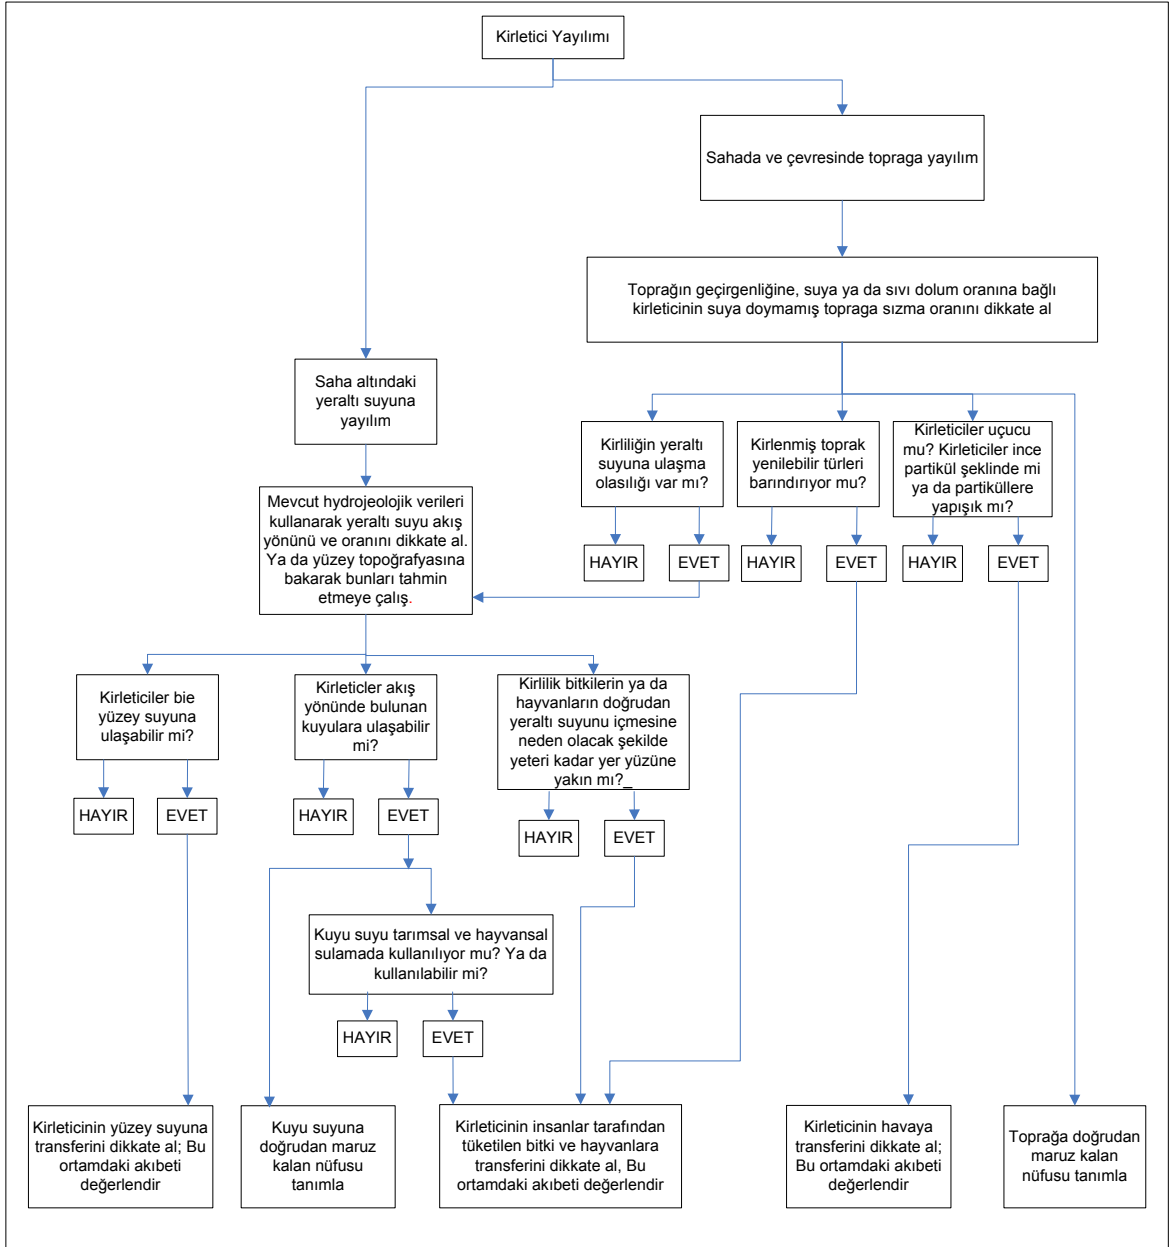 Kirletici Yayılımı
Sahada ve çevresinde topraga yayılım
Toprağın geçirgenliğine, suya ya da sıvı dolum oranına bağlı
kirleticinin suya doymamış topraga sızma oranını dikkate al
Saha altındaki
yeraltı suyuna
yayılım
Kirliliğin yeraltı
suyuna ulaşma
olasılığı var mı?
Kirlenmiş toprak
yenilebilir türleri
barındırıyor mu?
Kirleticiler uçucu
mu? Kirleticiler ince
partikül şeklinde mi
ya da partiküllere
yapışık mı?
HAYIR
EVET
HAYIR
EVET
HAYIR
EVET
Mevcut hydrojeolojik verileri
kullanarak yeraltı suyu akış
yönünü ve oranını dikkate al.
Ya da yüzey topoğrafyasına
bakarak bunları tahmin
etmeye çalış.
Kirleticiler bie
yüzey suyuna
ulaşabilir mi?
Kirleticler akış
yönünde bulunan
kuyulara ulaşabilir
mi?
Kirlilik bitkilerin ya da
hayvanların doğrudan
yeraltı suyunu içmesine
neden olacak şekilde
yeteri kadar yer yüzüne
yakın mı?_
HAYIR
EVET
HAYIR
EVET
HAYIR
EVET
Kuyu suyu tarımsal ve hayvansal
sulamada kullanılıyor mu? Ya da
kullanılabilir mi?
HAYIR
EVET
Kirleticinin yüzey suyuna
transferini dikkate al; Bu
ortamdaki akıbeti
değerlendir
Kuyu suyuna
doğrudan maruz
kalan nüfusu
tanımla
Kirleticinin insanlar tarafından
tüketilen bitki ve hayvanlara
transferini dikkate al, Bu
ortamdaki akıbeti değerlendir
Kirleticinin havaya
transferini dikkate al;
Bu ortamdaki akıbeti
değerlendir
Toprağa doğrudan
maruz kalan
nüfusu tanımla